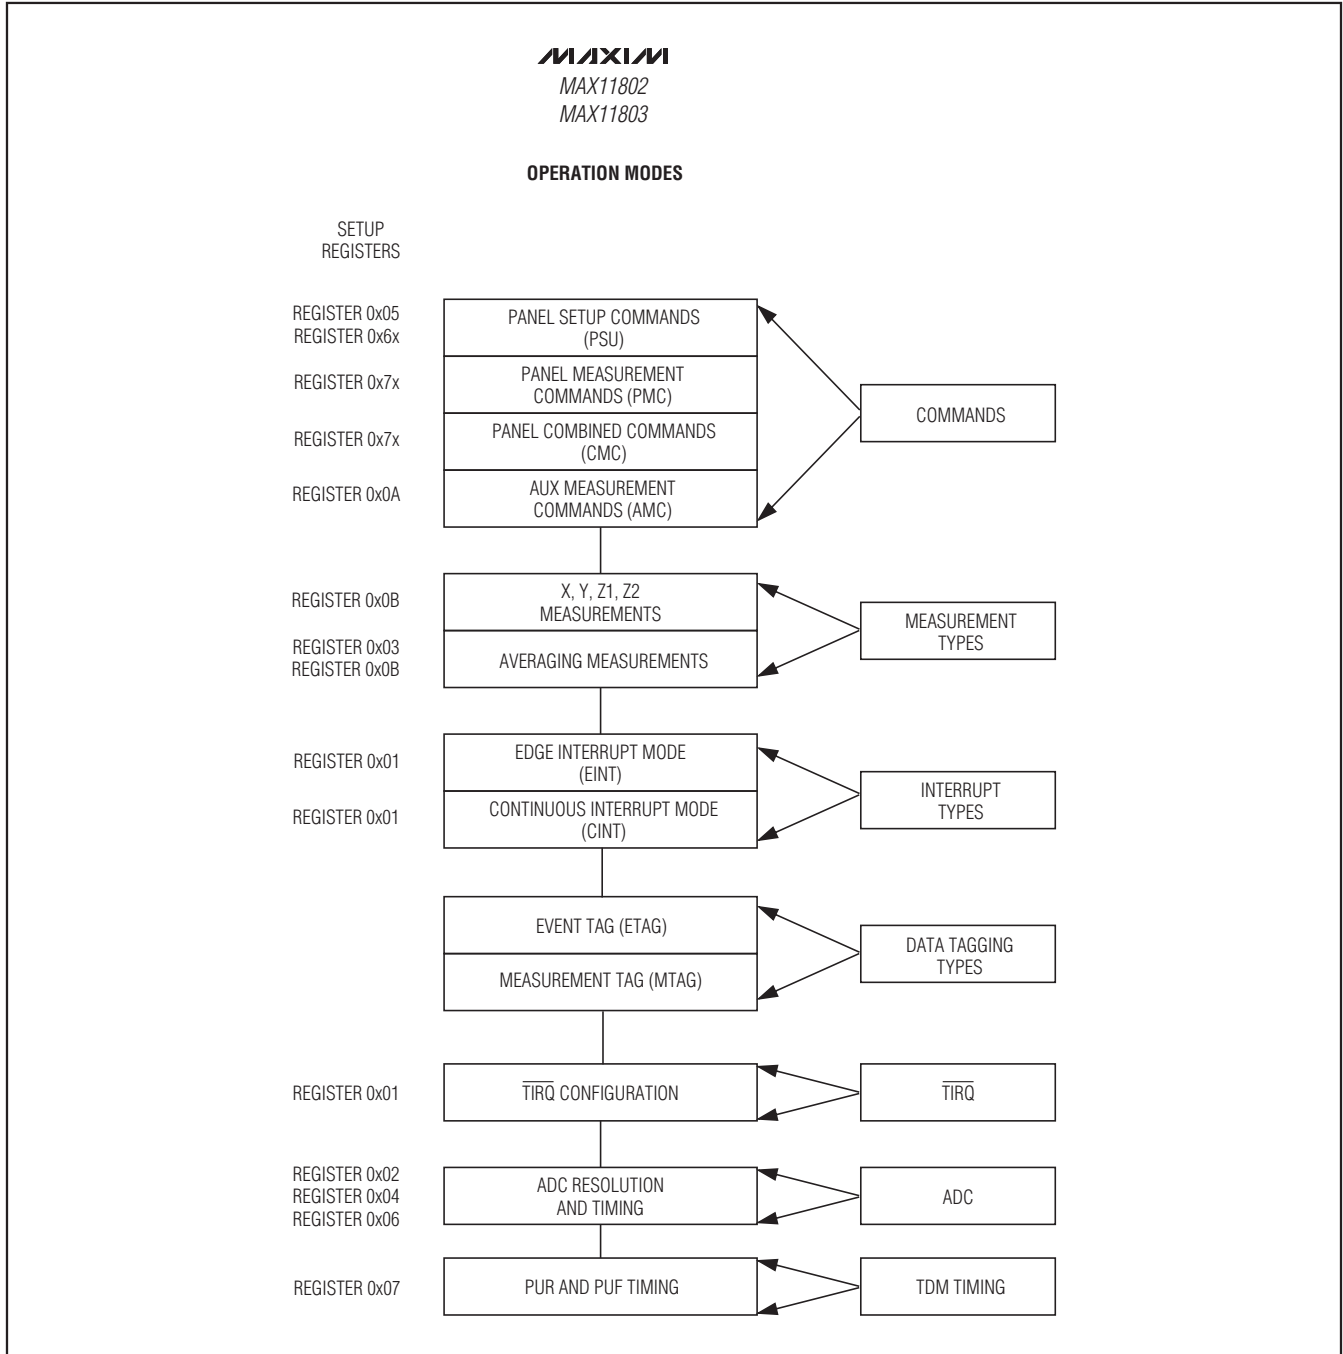 MAXIM
MAX11802
MAX11803
OPERATION MODES
SETUP
REGISTERS
REGISTER 0x05
REGISTER 0x6x
PANEL SETUP COMMANDS
(PSU)
REGISTER 0x7x
PANEL MEASUREMENT
COMMANDS (PMC)
COMMANDS
REGISTER 0x7x
PANEL COMBINED COMMANDS
(CMC)
REGISTER 0x0A
AUX MEASUREMENT
COMMANDS (AMC)
REGISTER 0x0B
X, Y, Z1, Z2
MEASUREMENTS
MEASUREMENT
TYPES
REGISTER 0x03
REGISTER 0x0B
AVERAGING MEASUREMENTS
REGISTER 0x01
EDGE INTERRUPT MODE
(EINT)
INTERRUPT
TYPES
REGISTER 0x01
CONTINUOUS INTERRUPT MODE
(CINT)
EVENT TAG (ETAG)
DATA TAGGING
TYPES
MEASUREMENT TAG (MTAG)
REGISTER 0x01
T̅I̅R̅Q̅ CONFIGURATION
T̅I̅R̅Q̅
REGISTER 0x02
REGISTER 0x04
REGISTER 0x06
ADC RESOLUTION
AND TIMING
ADC
REGISTER 0x07
PUR AND PUF TIMING
TDM TIMING